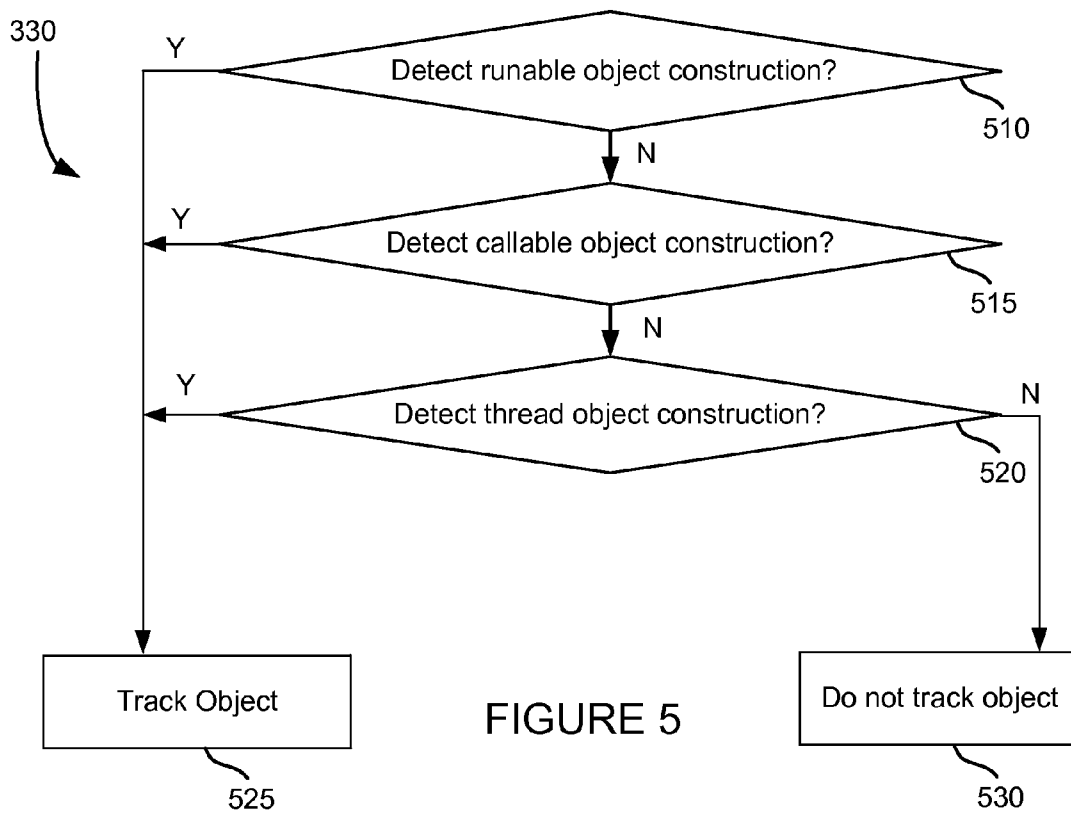 330
Y
Detect runable object construction?
510
N
Y
Detect callable object construction?
515
N
Y
Detect thread object construction?
N
520
Track Object
Do not track object
FIGURE 5
525
530